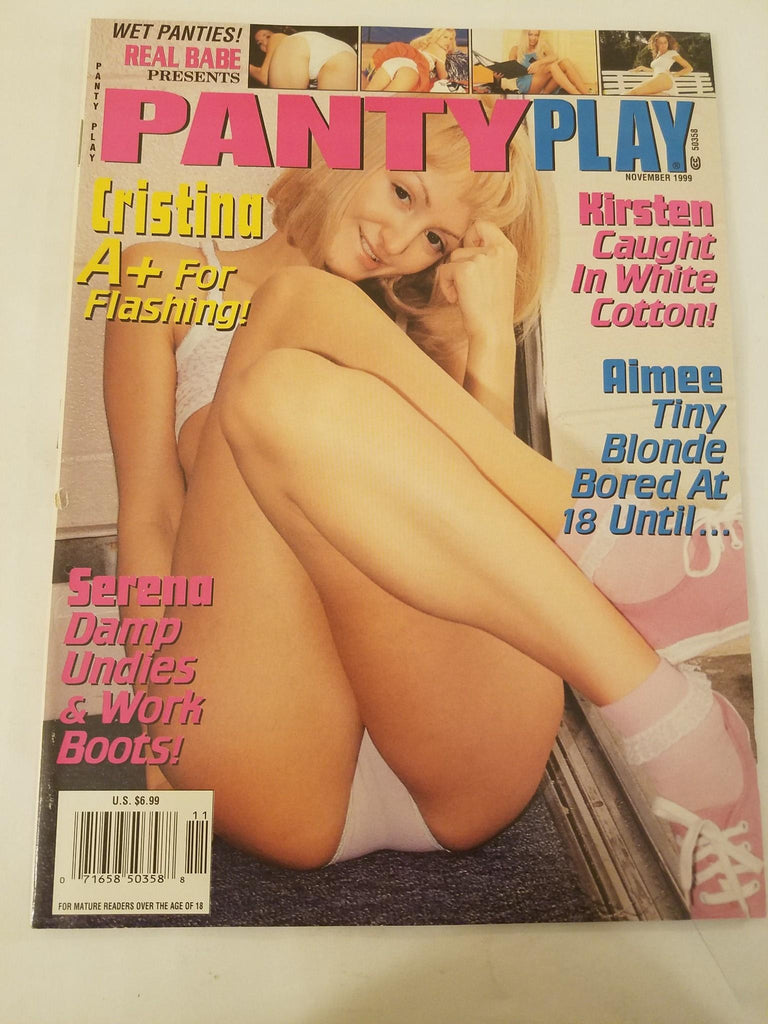 WET PANTIES!
REAL BABE
PRESENTS
PANTY PLAY
PANTYPLAY®
50358
NOVEMBER 1999
Cristina
A+ For
Flashing!
Kirsten
Caught
In White
Cotton!
Aimee
Tiny
Blonde
Bored At
18 Until...
Serena
Damp
Undies
& Work
Boots!
U.S. $6.99
11
0 71658 50358 8
FOR MATURE READERS OVER THE AGE OF 18